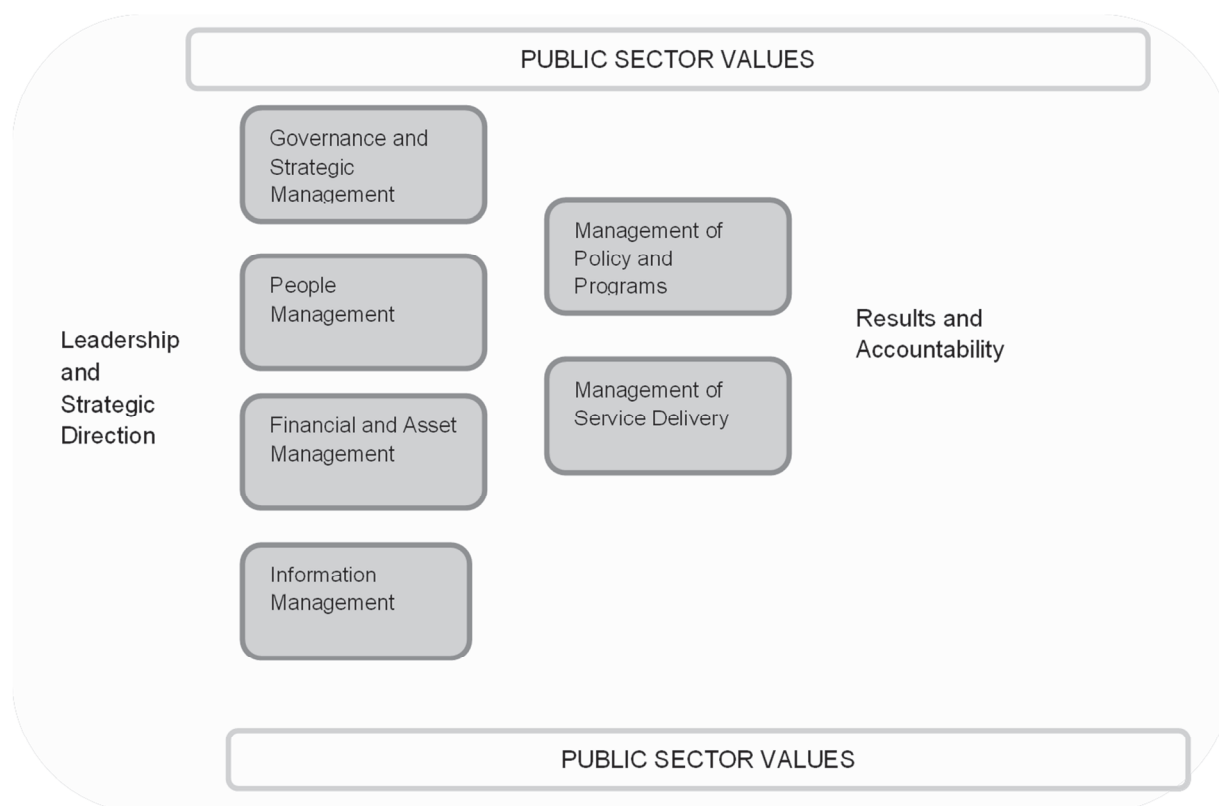 PUBLIC SECTOR VALUES
Leadership
and
Strategic
Direction
Governance and
Strategic
Management
People
Management
Financial and Asset
Management
Information
Management
Management of
Policy and
Programs
Management of
Service Delivery
Results and
Accountability
PUBLIC SECTOR VALUES